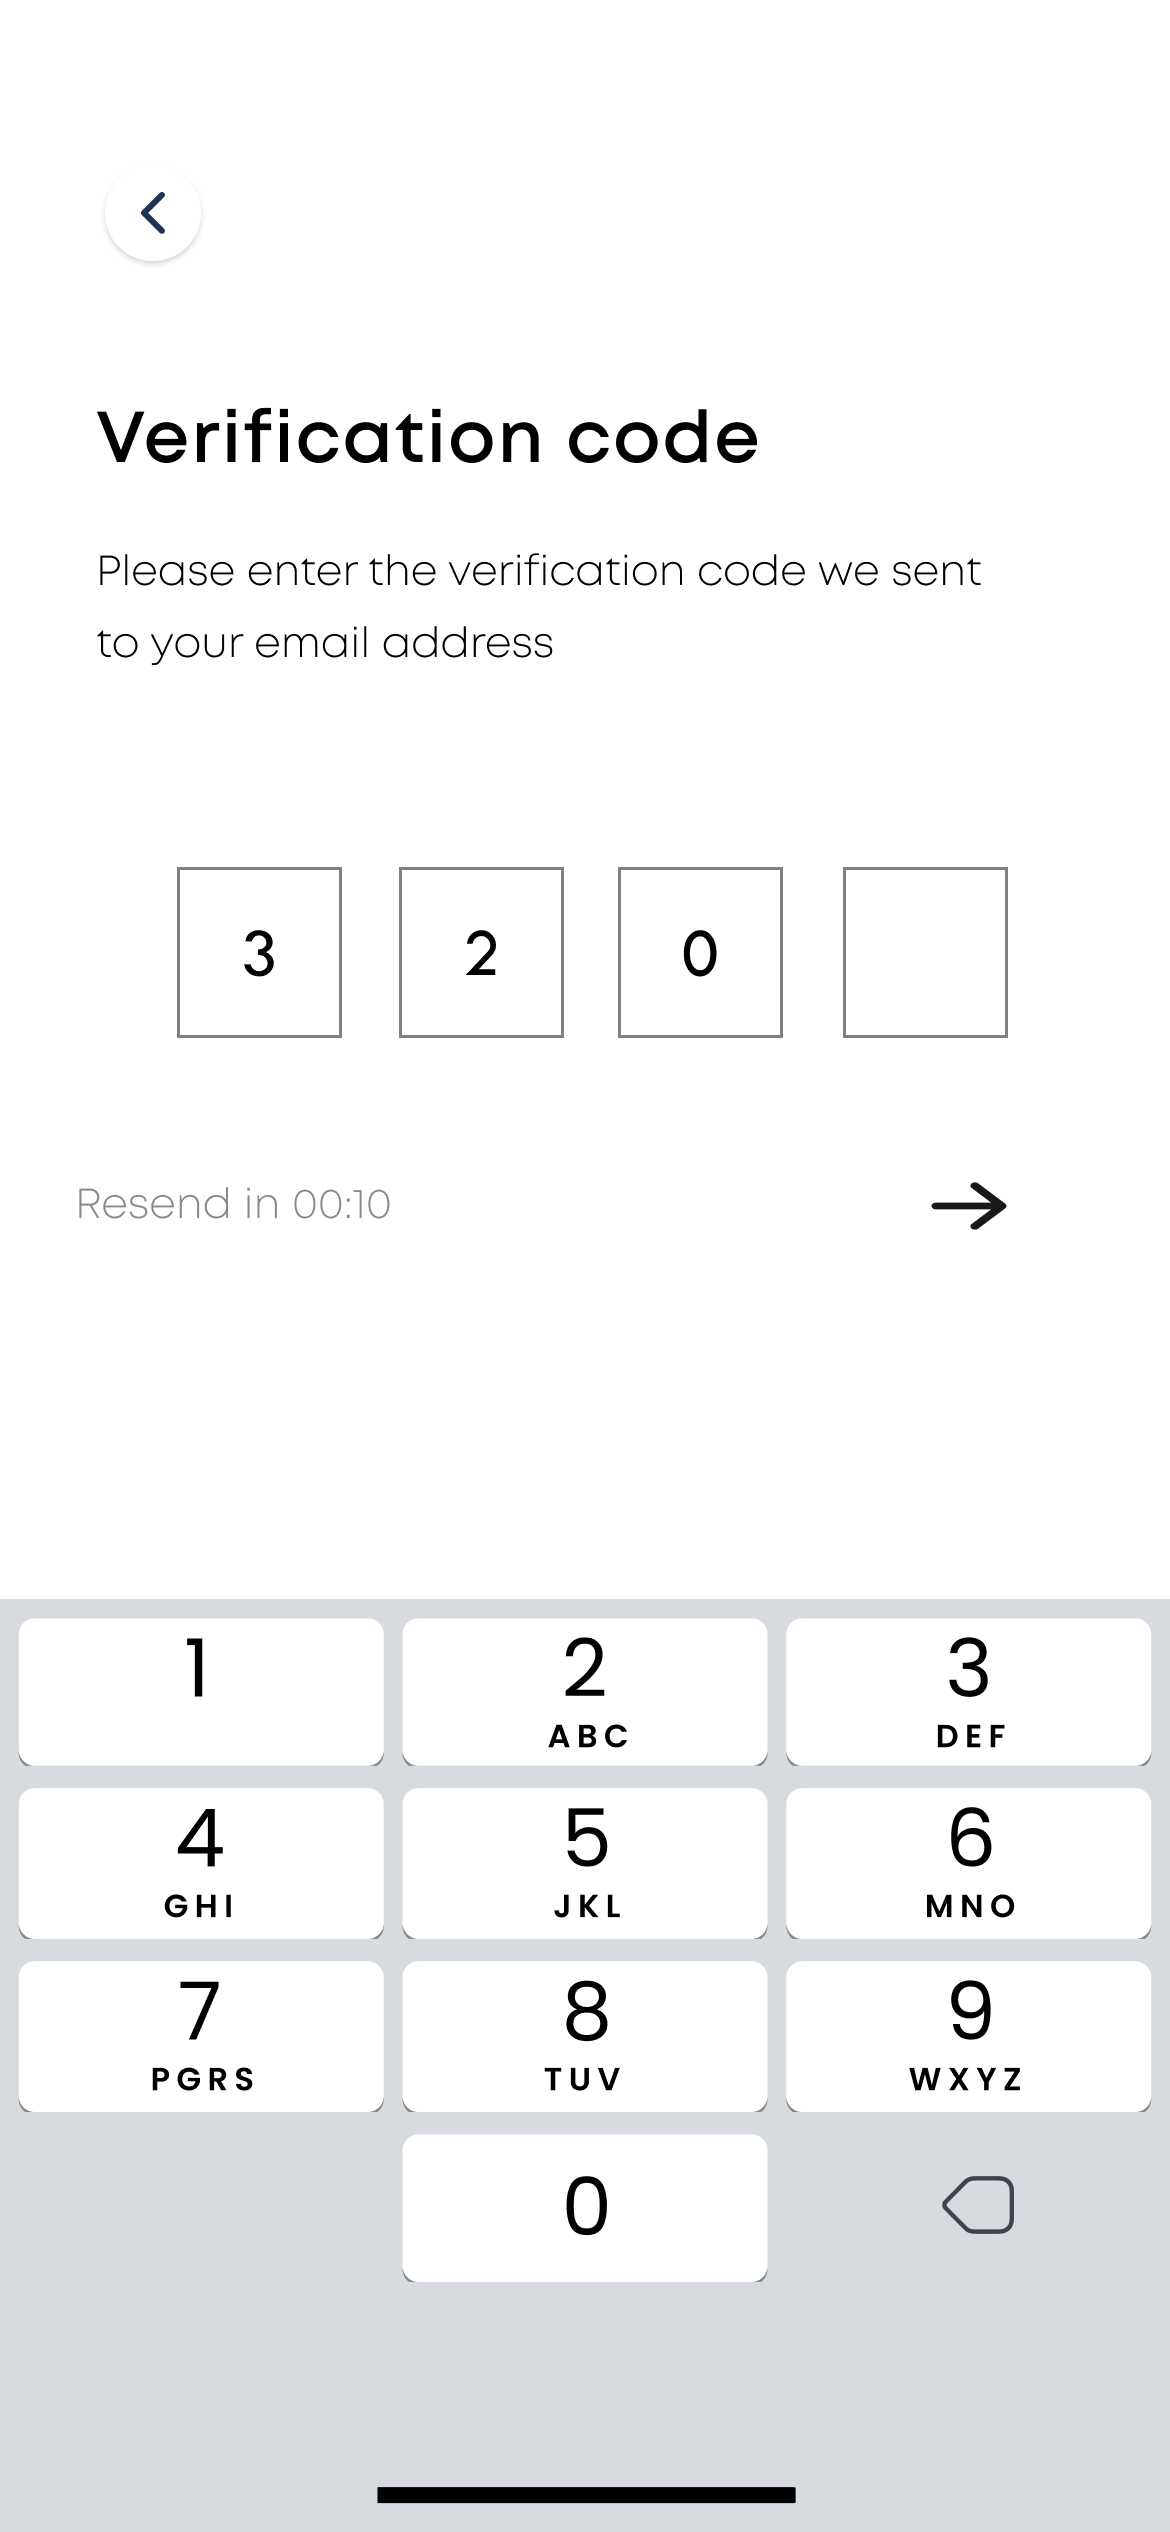 Verification code
Please enter the verification code we sent
to your email address
3 2 0
Resend in 00:10
1 2 3
ABC DEF
4 5 6
GHI JKL MNO
7 8 9
PGRS TUV WXYZ
0